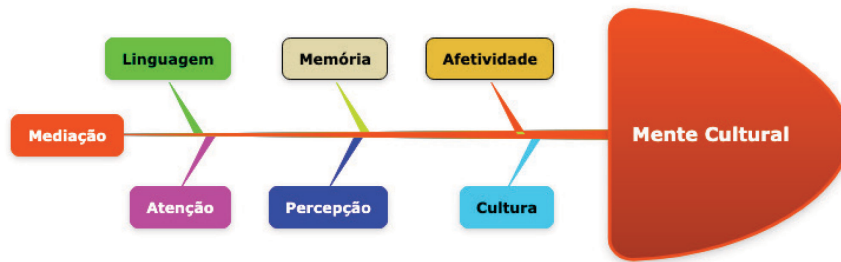 Linguagem
Memória
Afetividade
Mediação
Mente Cultural
Atenção
Percepção
Cultura